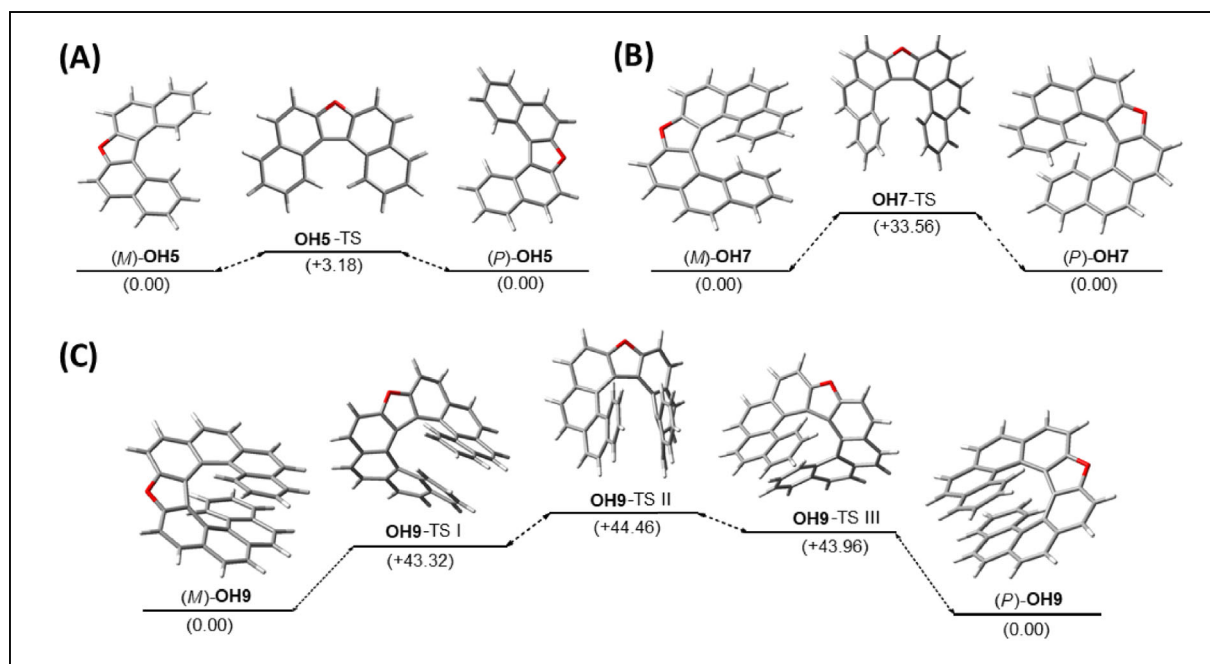 (A)
(B)
OH5-TS
(+3.18)
(M)-OH5
(0.00)
(P)-OH5
(0.00)
OH7-TS
(+33.56)
(M)-OH7
(0.00)
(P)-OH7
(0.00)
(C)
OH9-TS II
(+44.46)
OH9-TS I
(+43.32)
OH9-TS III
(+43.96)
(M)-OH9
(0.00)
(P)-OH9
(0.00)